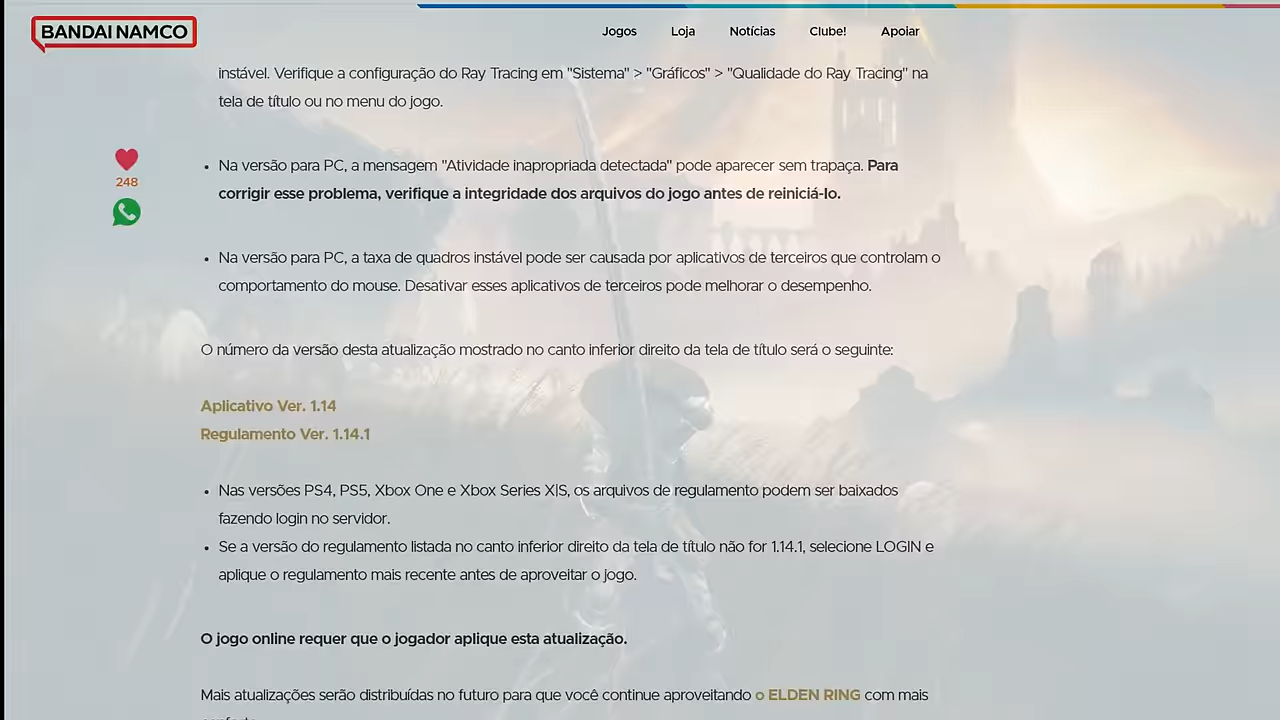 BANDAI NAMCO
Jogos Loja Notícias Clube! Apoiar
instável. Verifique a configuração do Ray Tracing em "Sistema" > "Gráficos" > "Qualidade do Ray Tracing" na
tela de título ou no menu do jogo.
248
• Na versão para PC, a mensagem "Atividade inapropriada detectada" pode aparecer sem trapaça. Para
corrigir esse problema, verifique a integridade dos arquivos do jogo antes de reiniciá-lo.
• Na versão para PC, a taxa de quadros instável pode ser causada por aplicativos de terceiros que controlam o
comportamento do mouse. Desativar esses aplicativos de terceiros pode melhorar o desempenho.
O número da versão desta atualização mostrado no canto inferior direito da tela de título será o seguinte:
Aplicativo Ver. 1.14
Regulamento Ver. 1.14.1
• Nas versões PS4, PS5, Xbox One e Xbox Series X|S, os arquivos de regulamento podem ser baixados
fazendo login no servidor.
• Se a versão do regulamento listada no canto inferior direito da tela de título não for 1.14.1, selecione LOGIN e
aplique o regulamento mais recente antes de aproveitar o jogo.
O jogo online requer que o jogador aplique esta atualização.
Mais atualizações serão distribuídas no futuro para que você continue aproveitando o ELDEN RING com mais